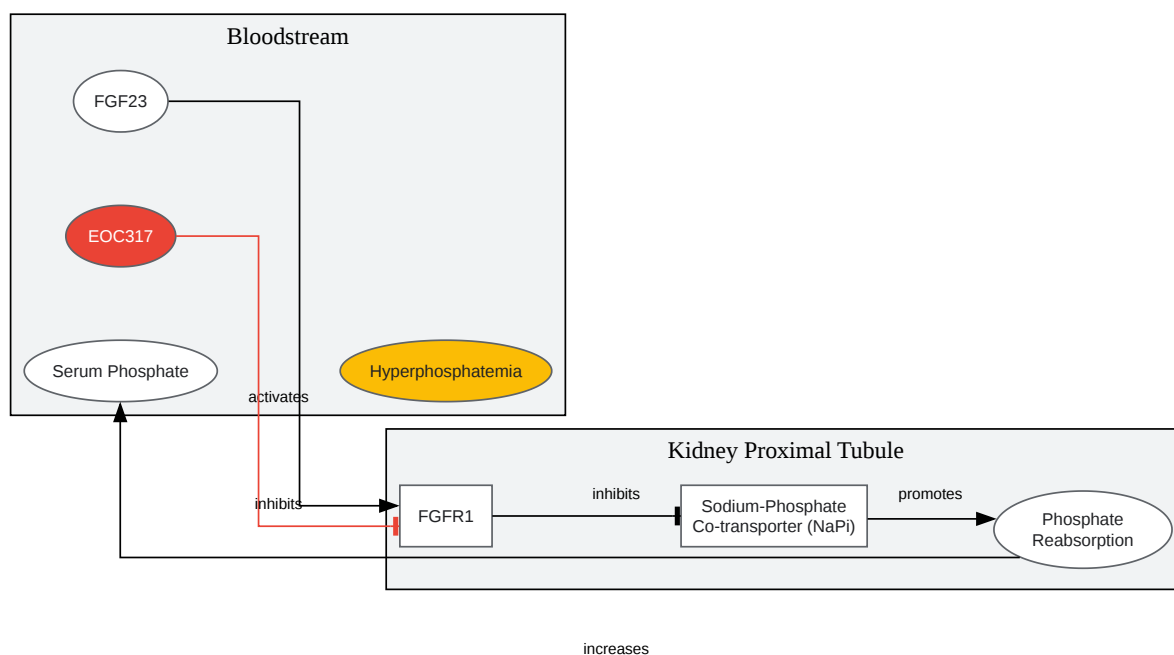 Bloodstream
FGF23
EOC317
Serum Phosphate
Hyperphosphatemia
activates
Kidney Proximal Tubule
inhibits
FGFR1
inhibits
Sodium-Phosphate
Co-transporter (NaPi)
promotes
Phosphate
Reabsorption
increases